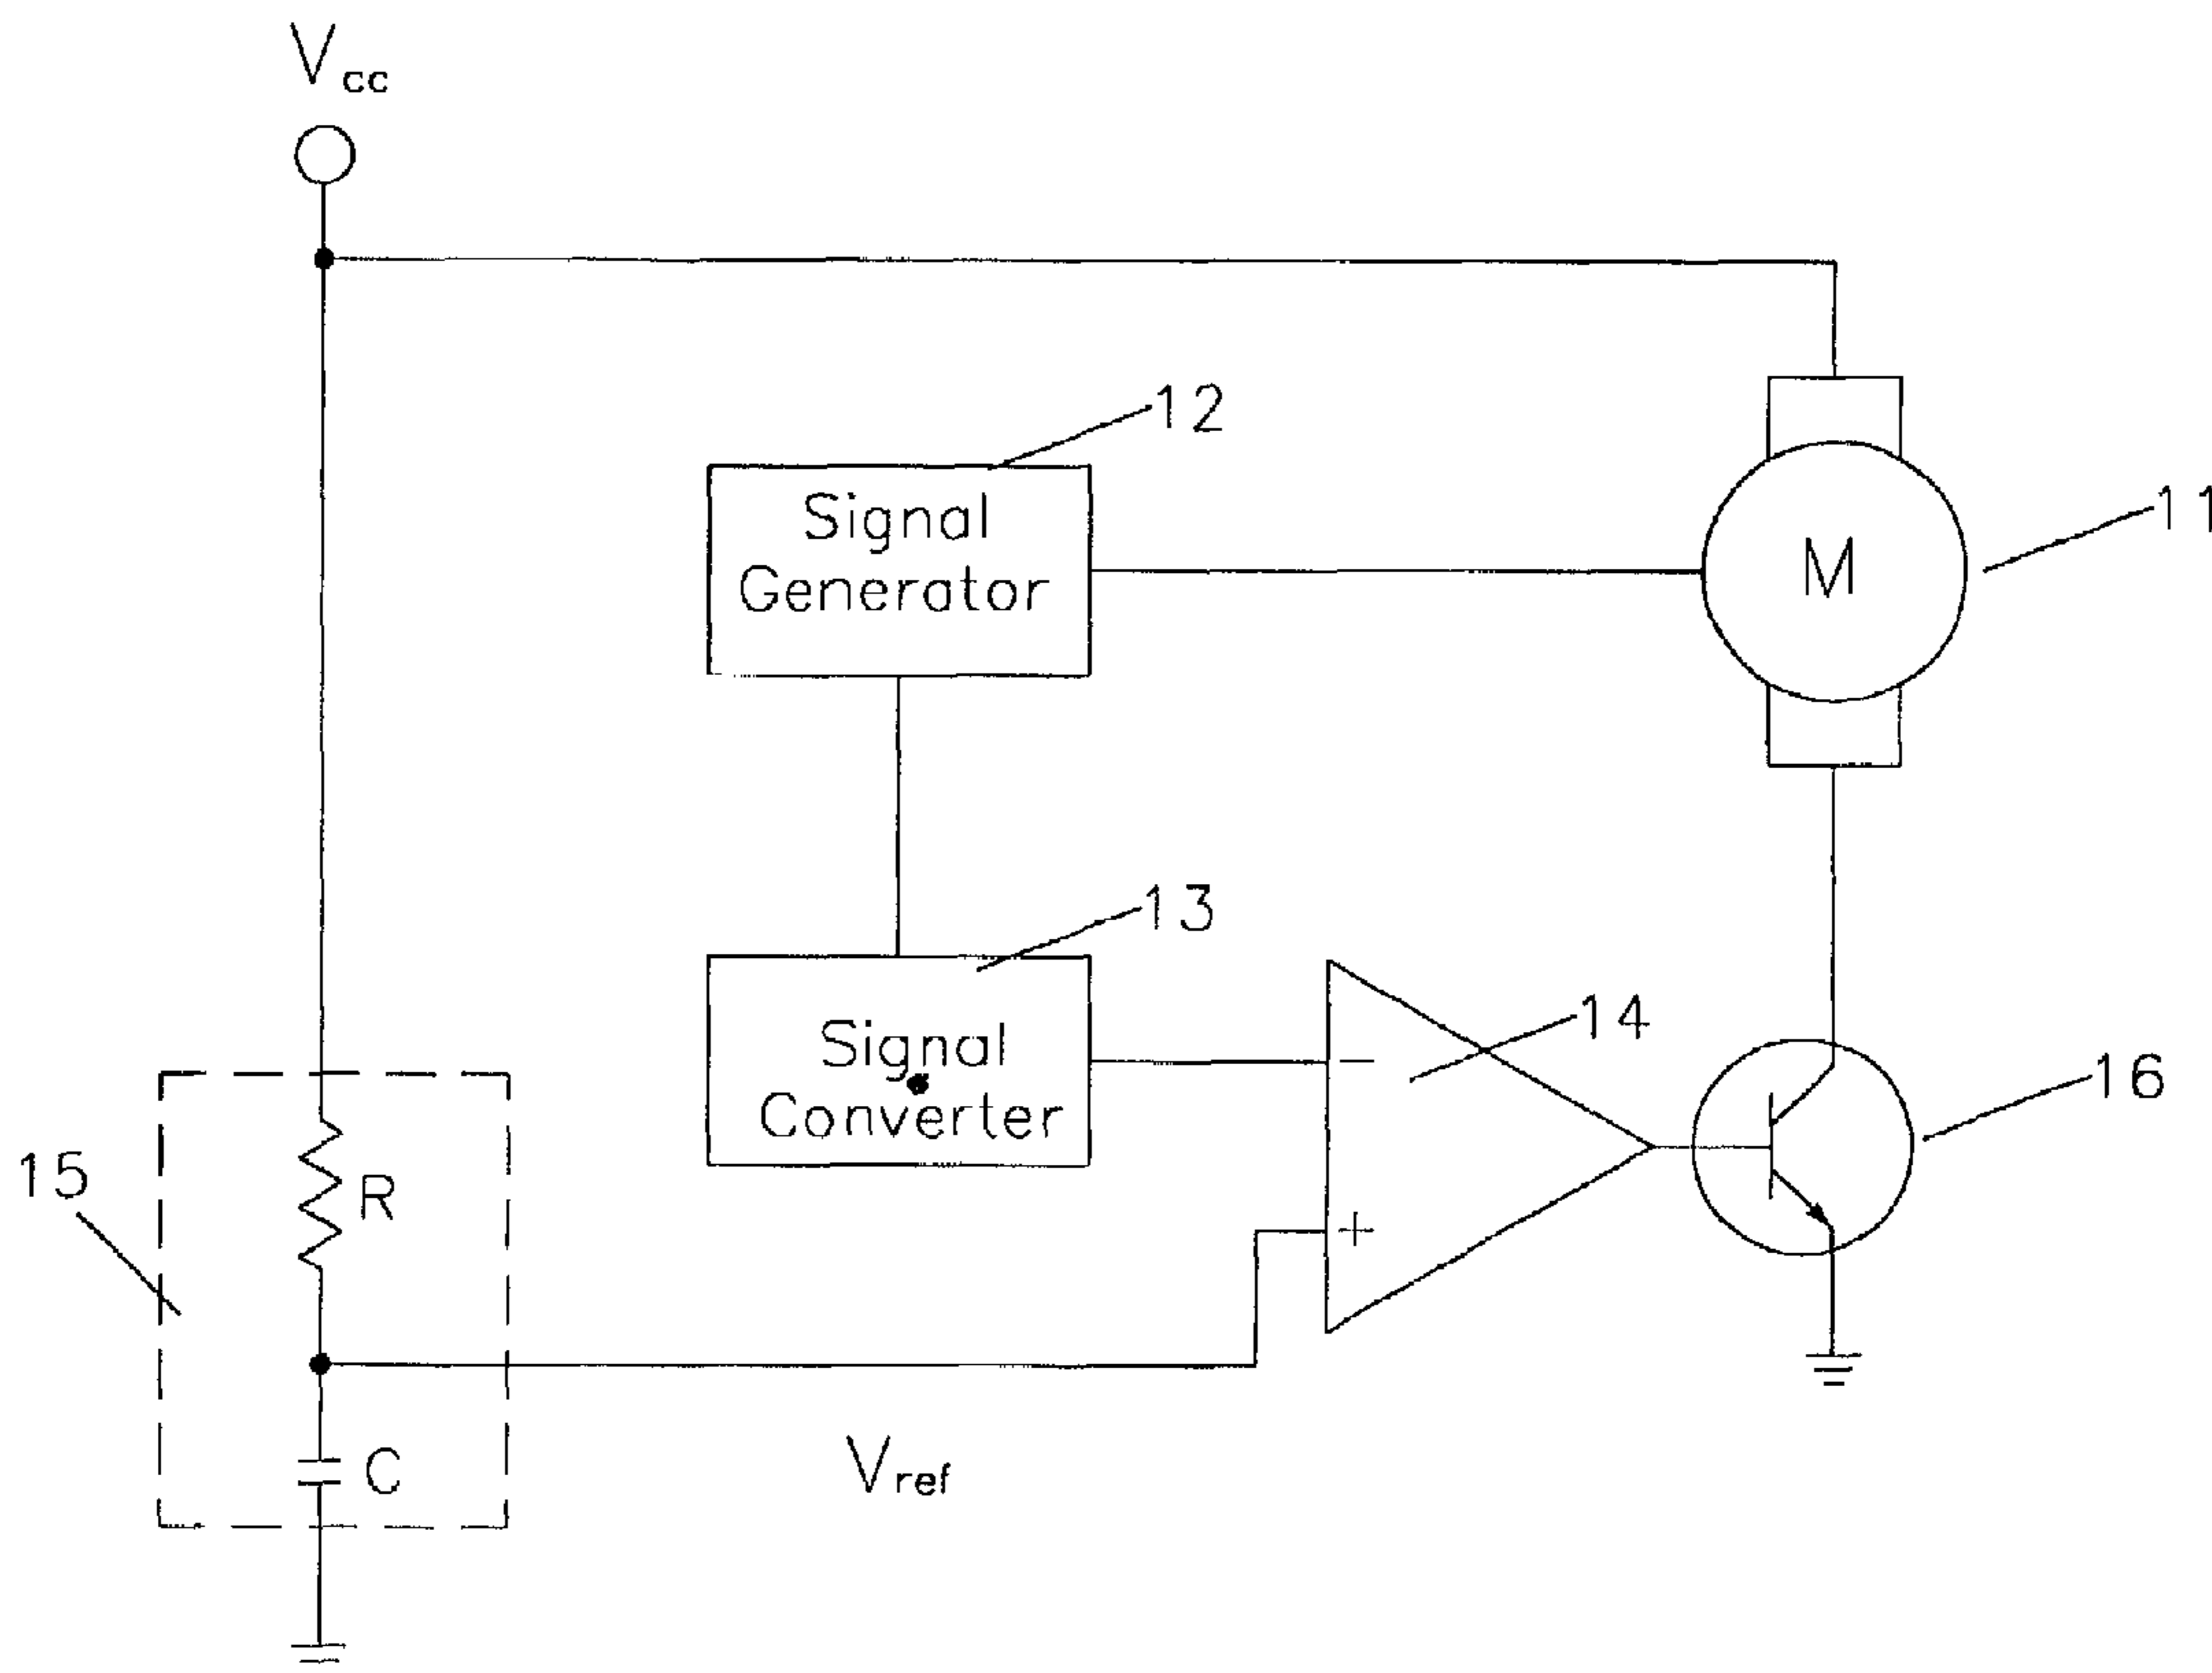 Vcc
12
Signal
Generator
11
M
13
Signal
Converter
14
16
15
R
−
+
C
Vref